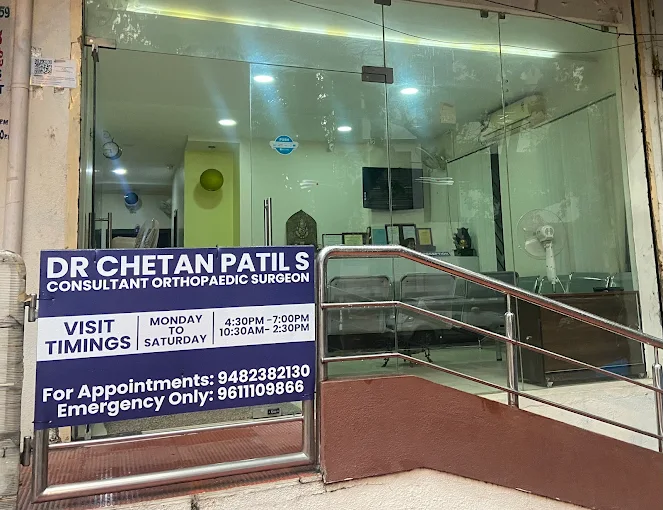 DR CHETAN PATIL S
CONSULTANT ORTHOPAEDIC SURGEON
VISIT
TIMINGS
MONDAY
TO
SATURDAY
4:30PM -7:00PM
10:30AM- 2:30PM
For Appointments: 9482382130
Emergency Only: 9611109866